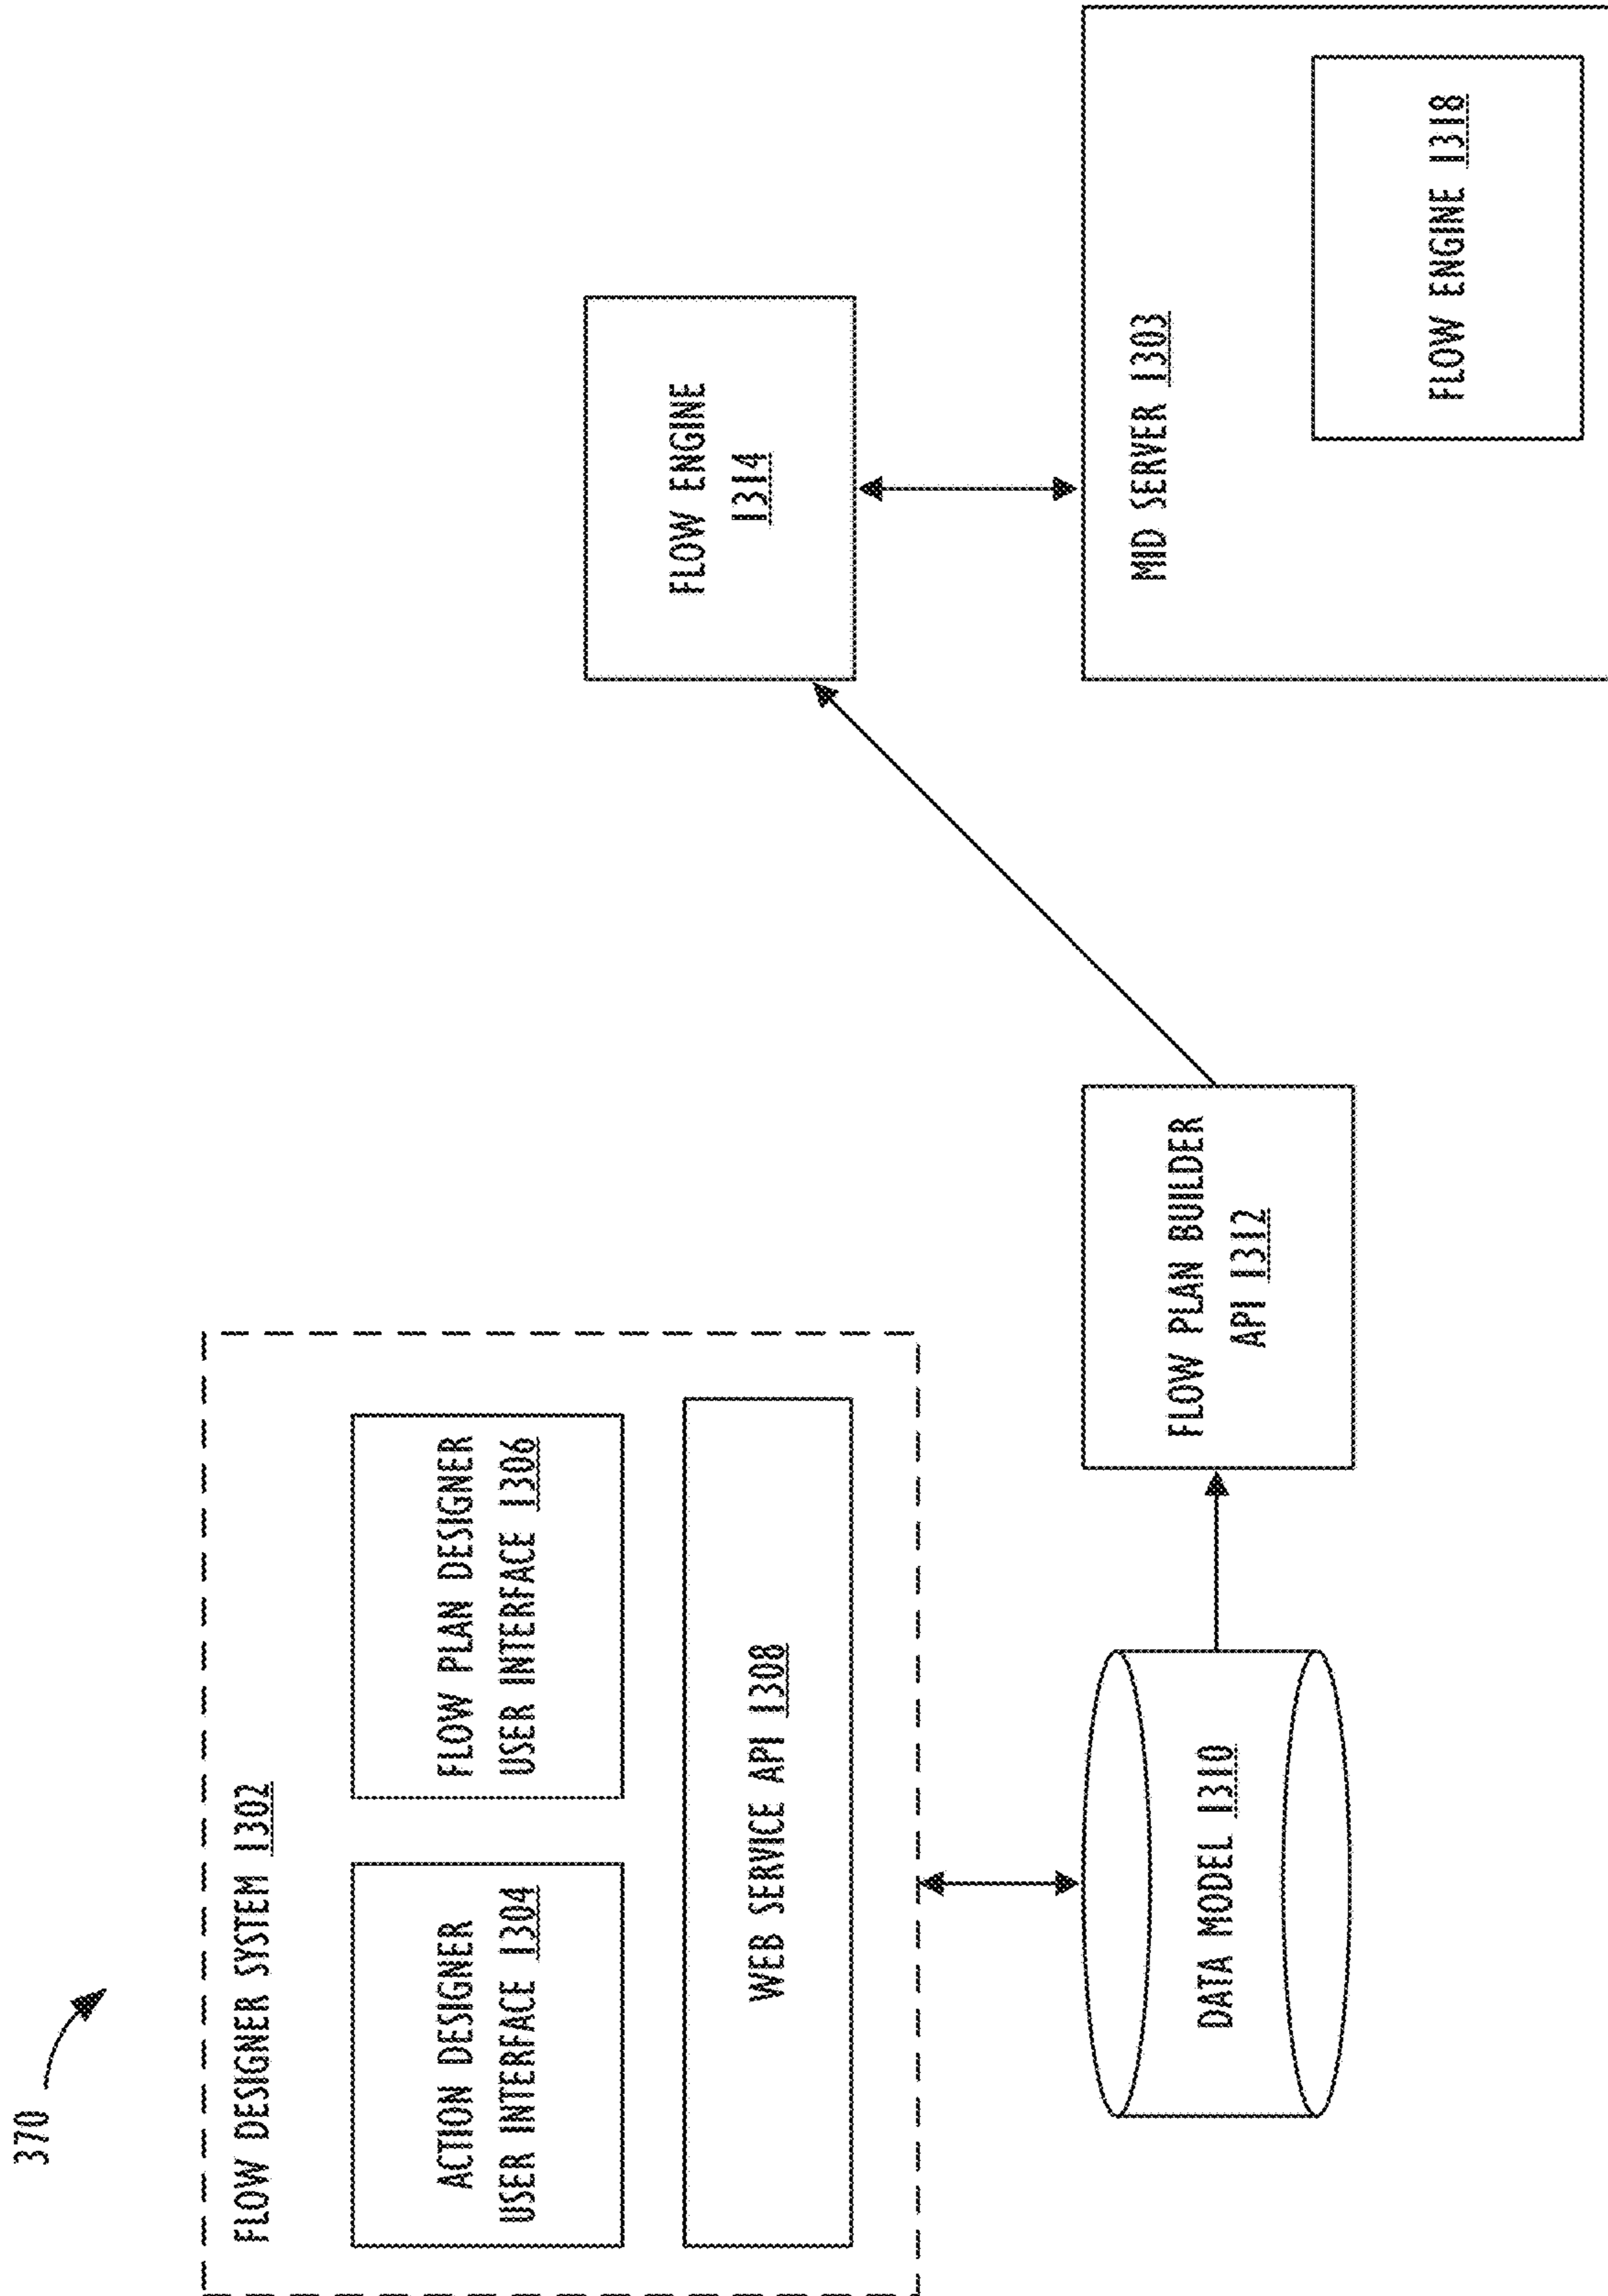 370
FLOW DESIGNER SYSTEM 1302
ACTION DESIGNER
USER INTERFACE 1304
FLOW PLAN DESIGNER
USER INTERFACE 1306
WEB SERVICE API 1308
DATA MODEL 1310
FLOW PLAN BUILDER
API 1312
FLOW ENGINE
1314
MID SERVER 1303
FLOW ENGINE 1318